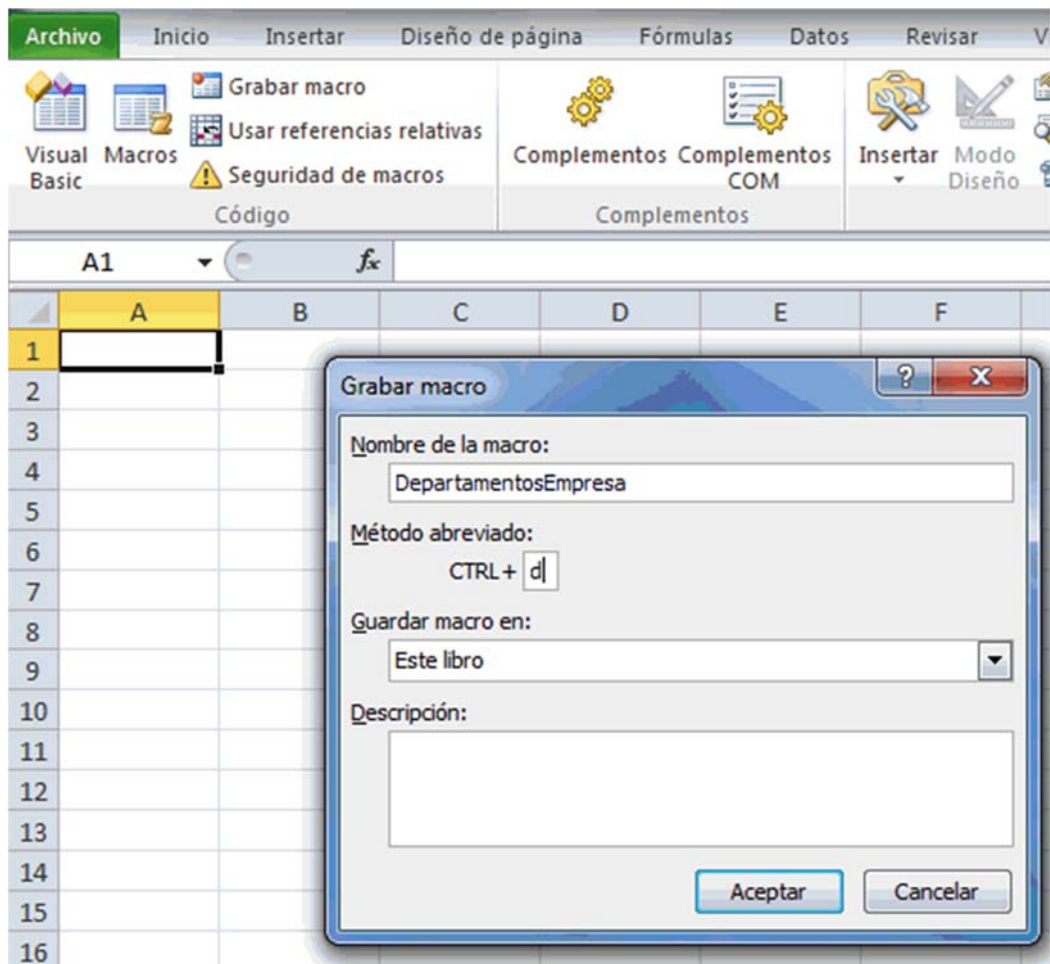 Archivo Inicio Insertar Diseño de página Fórmulas Datos Revisar V
Grabar macro
Usar referencias relativas
Seguridad de macros
Visual Basic
Macros
Complementos
Complementos COM
Insertar
Modo Diseño
Código
Complementos
A1 fx
A B C D E F
1
2
3
4
5
6
7
8
9
10
11
12
13
14
15
16
Grabar macro ? X
Nombre de la macro:
DepartamentosEmpresa
Método abreviado:
CTRL+ d
Guardar macro en:
Este libro
Descripción:
Aceptar Cancelar